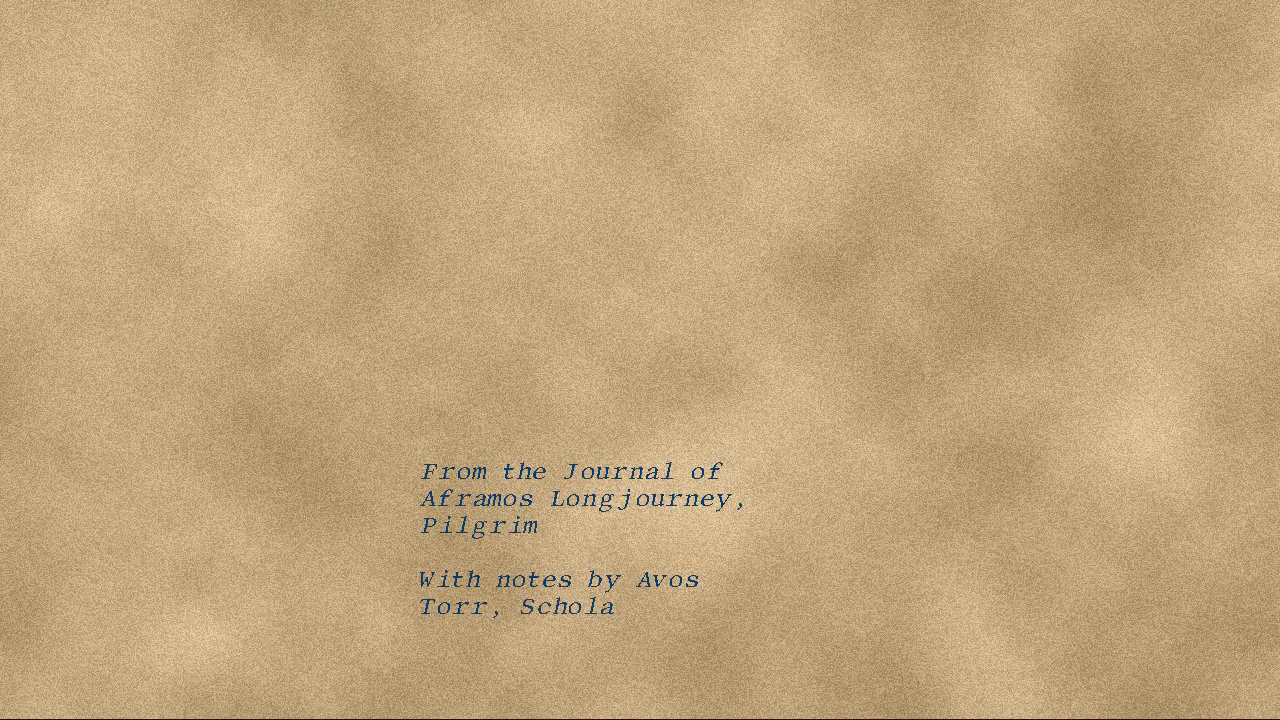 From the Journal of
Aframos Longjourney,
Pilgrim
With notes by Avos
Torr, Schola